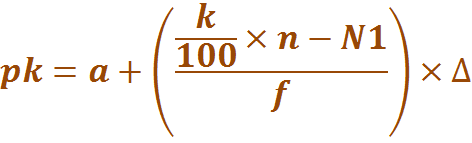 pk = a + ( ( k/100 × n − N1 ) / f ) × Δ